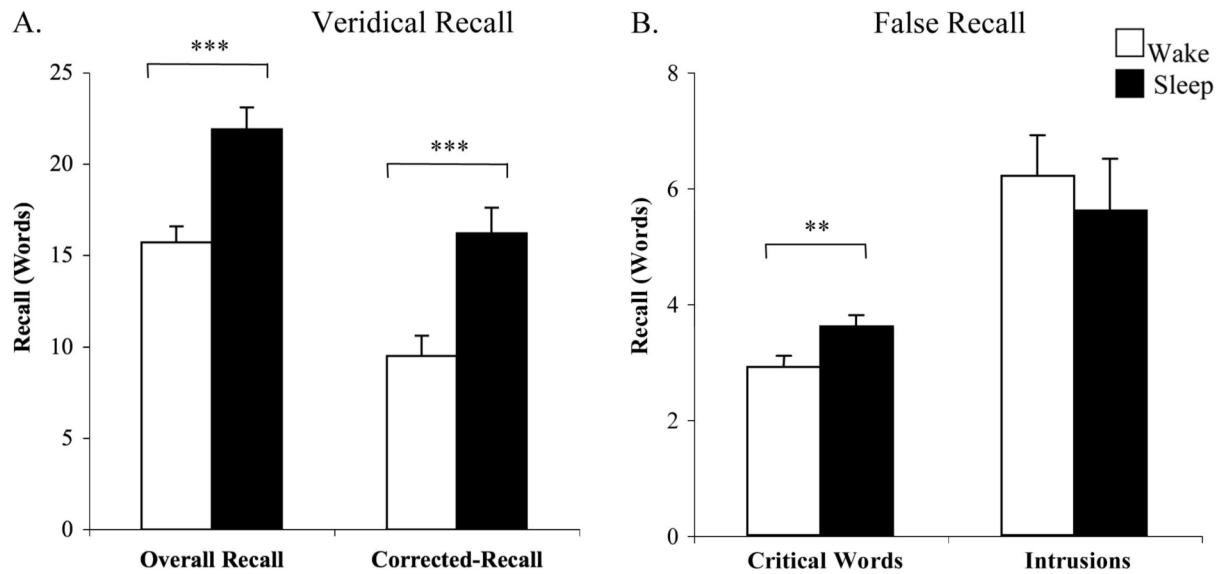 A.
Veridical Recall
***
***
25
20
15
10
5
0
Recall (Words)
Overall Recall
Corrected-Recall
B.
False Recall
Wake
Sleep
**
8
6
4
2
0
Recall (Words)
Critical Words
Intrusions